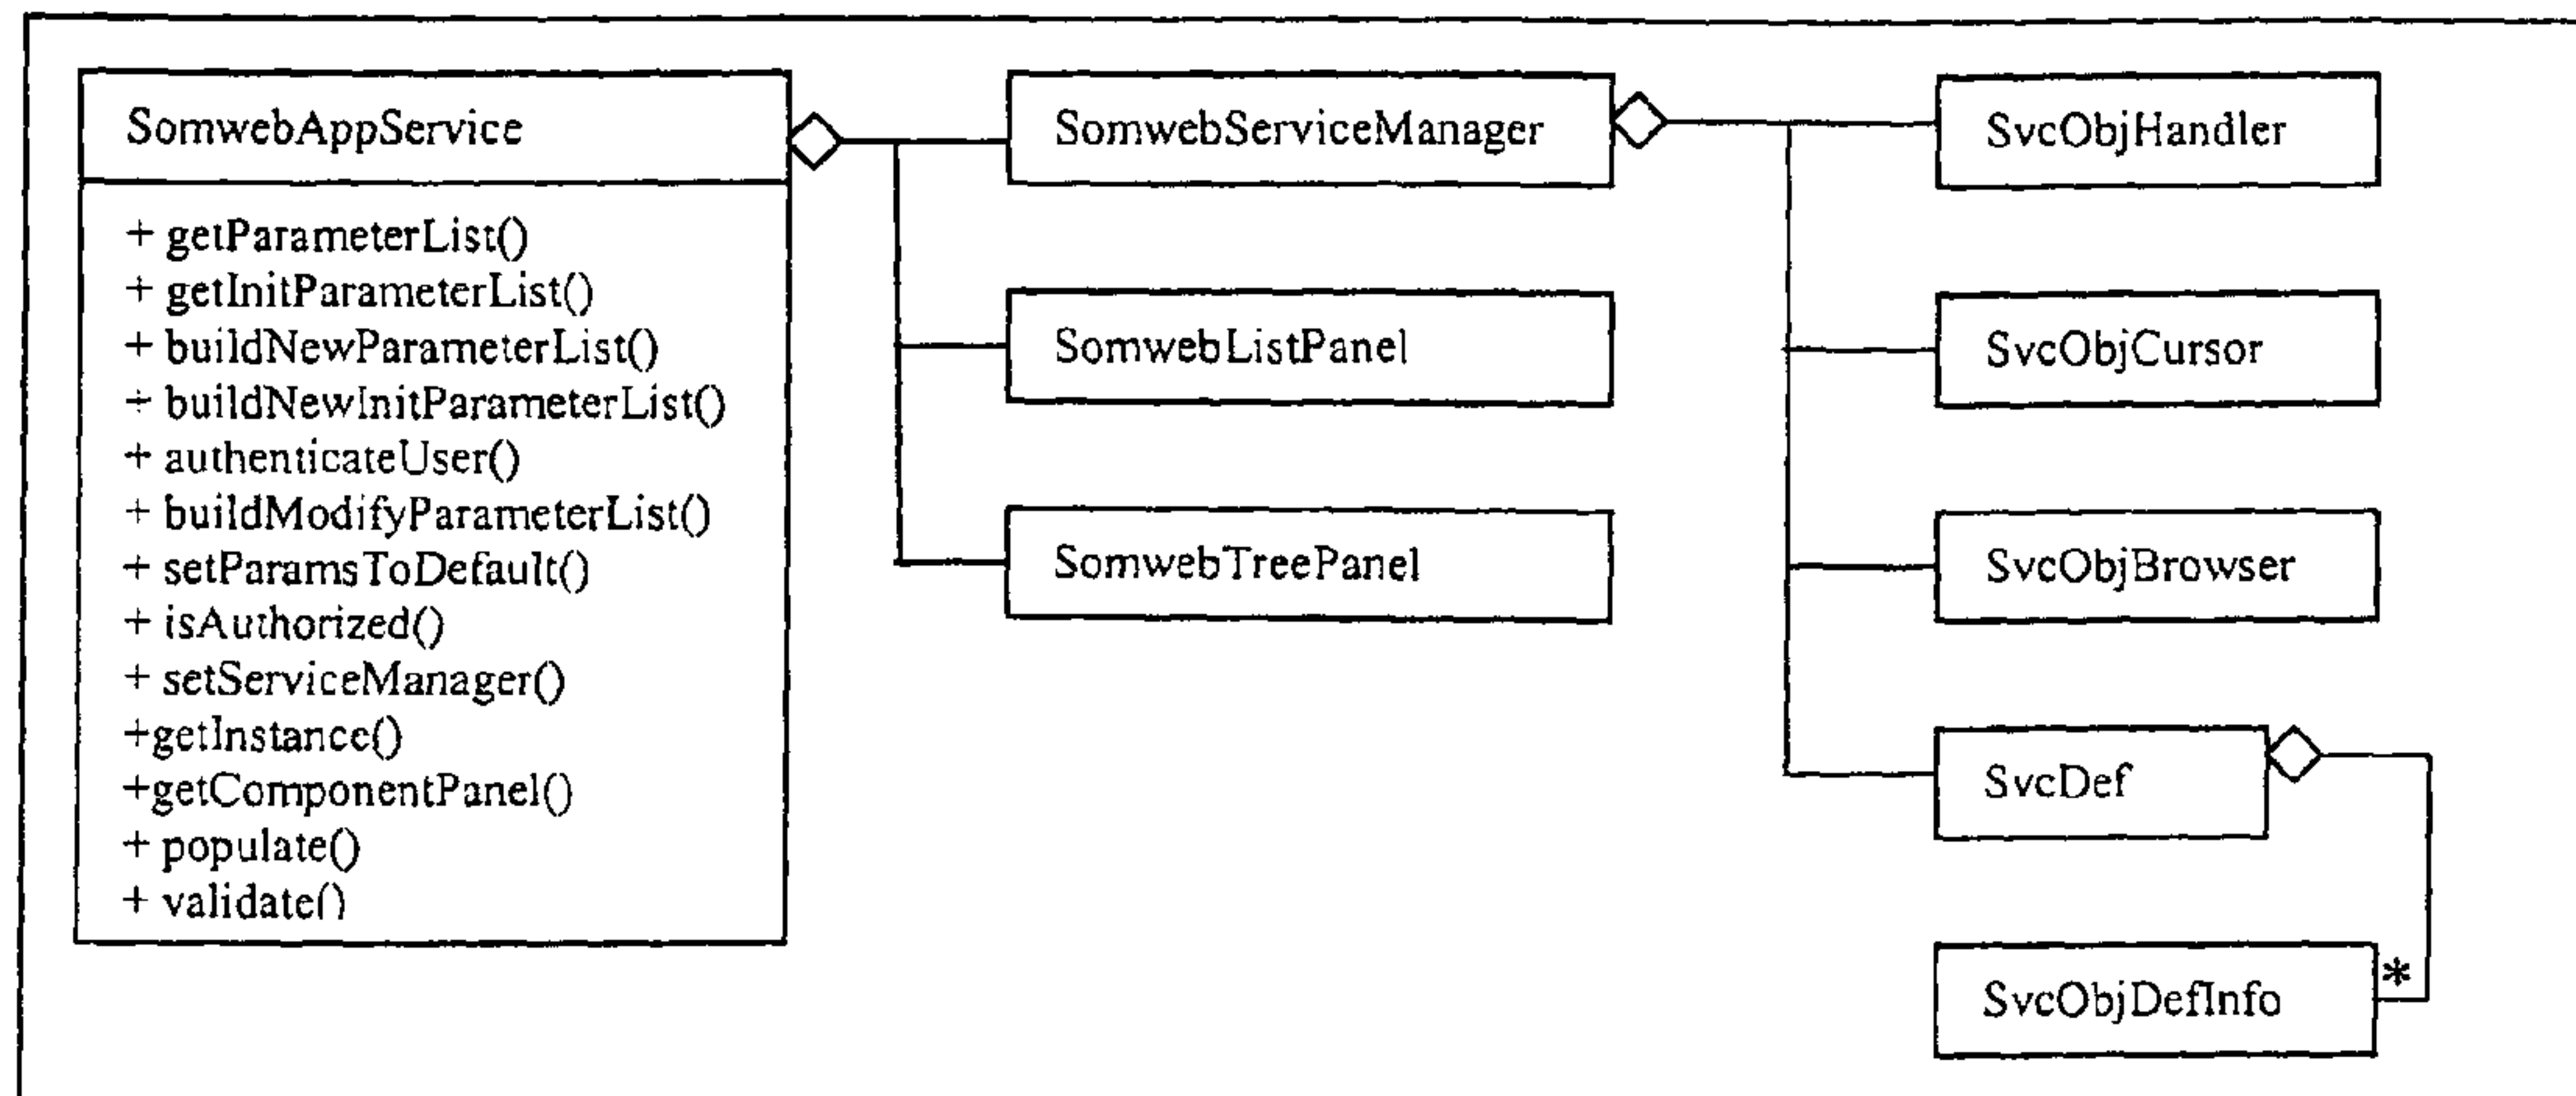 SomwebAppService
+ getParameterList()
+ getInitParameterList()
+ buildNewParameterList()
+ buildNewInitParameterList()
+ authenticateUser()
+ buildModifyParameterList()
+ setParamsToDefault()
+ isAuthorized()
+ setServiceManager()
+getInstance()
+getComponentPanel()
+ populate()
+ validate()
SomwebServiceManager
SomwebListPanel
SomwebTreePanel
SvcObjHandler
SvcObjCursor
SvcObjBrowser
SvcDef
*
SvcObjDefInfo